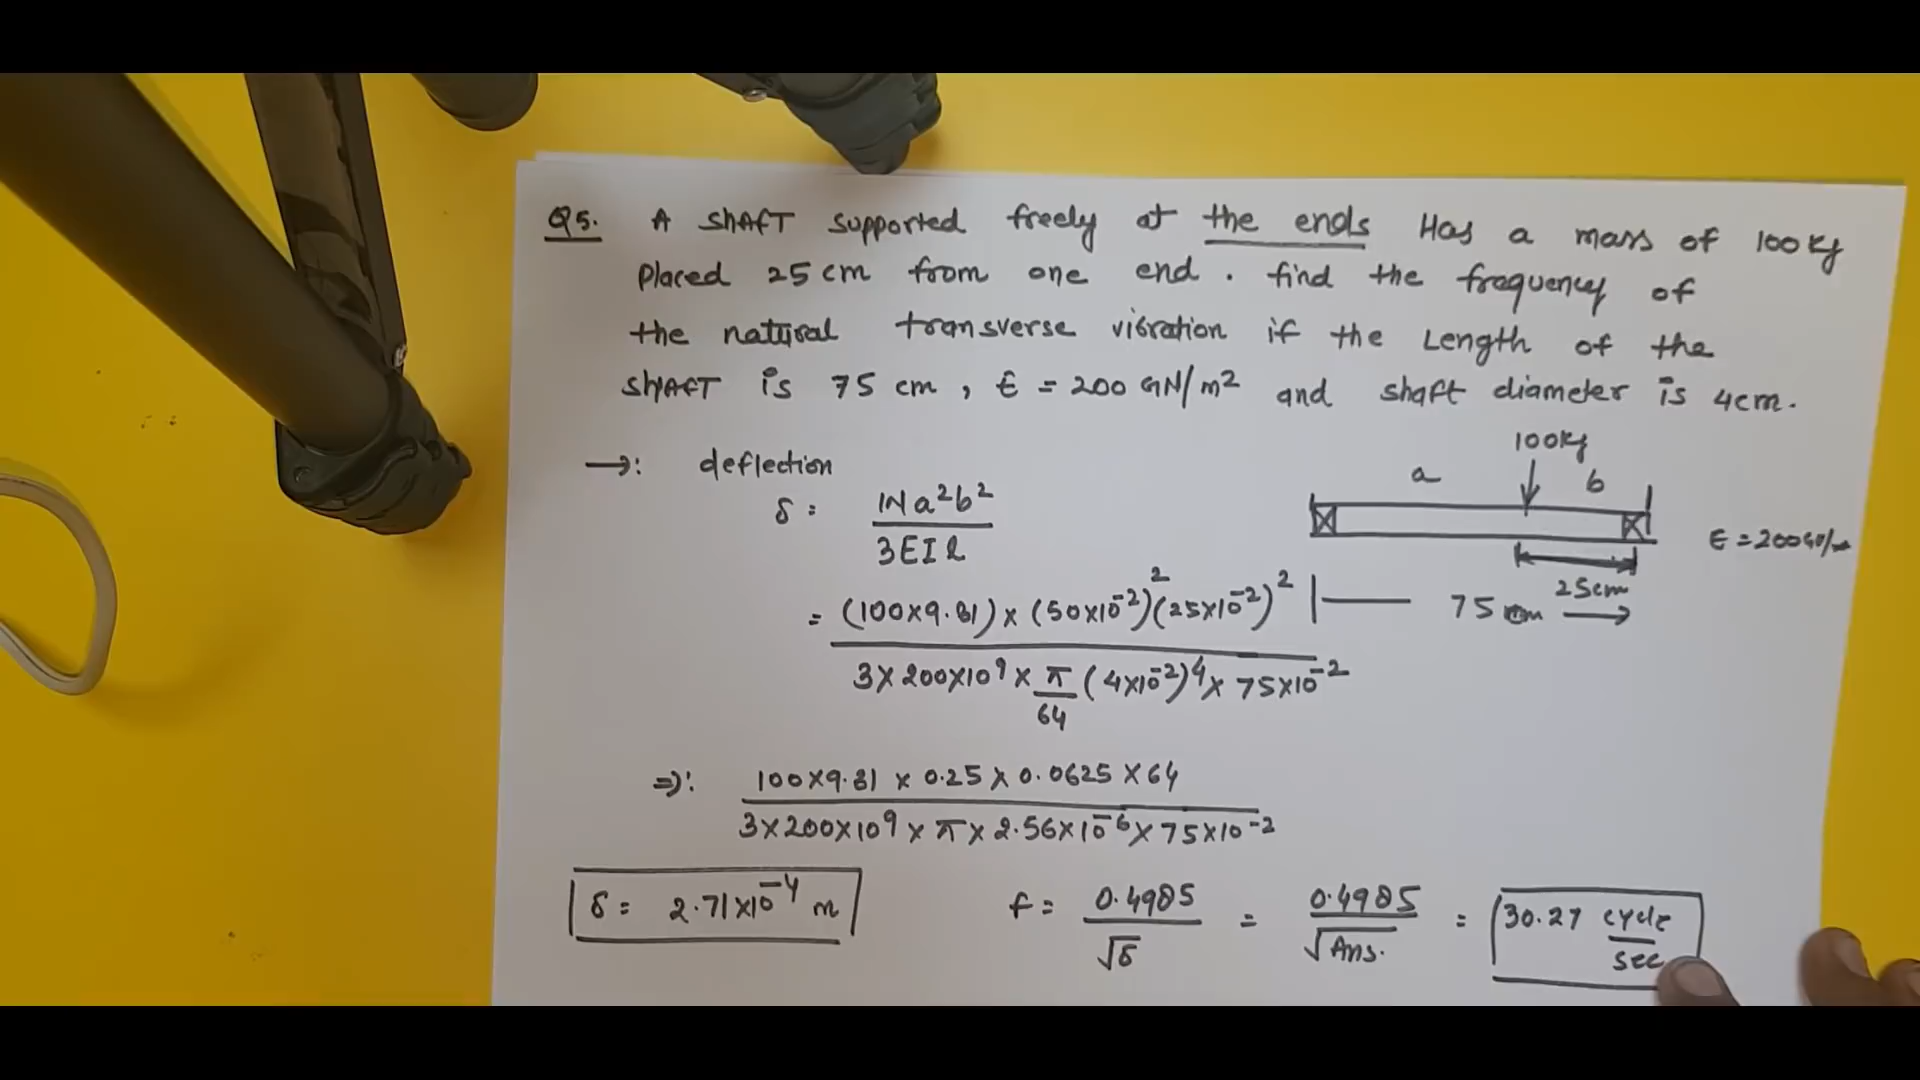 Q5. A SHAFT supported freely at the ends Has a mass of 100 kg
placed 25 cm from one end . find the frequency of
the natural transverse vibration if the Length of the
SHAFT is 75 cm , E = 200 GN/m² and shaft diameter is 4cm.
→: deflection
100kg
a b
δ = Wa²b² / 3EIl
E = 200 GN/m
25cm
75 cm
= (100×9.81) × (50×10⁻²)² (25×10⁻²)² / 3×200×10⁹ × π/64 (4×10⁻²)⁴ × 75×10⁻²
⇒: 100×9.81 × 0.25 × 0.0625 × 64 / 3×200×10⁹ × π × 2.56×10⁻⁶ × 75×10⁻²
δ = 2.71×10⁻⁴ m
f = 0.4985 / √δ = 0.4985 / √Ans. = 30.27 cycle / sec